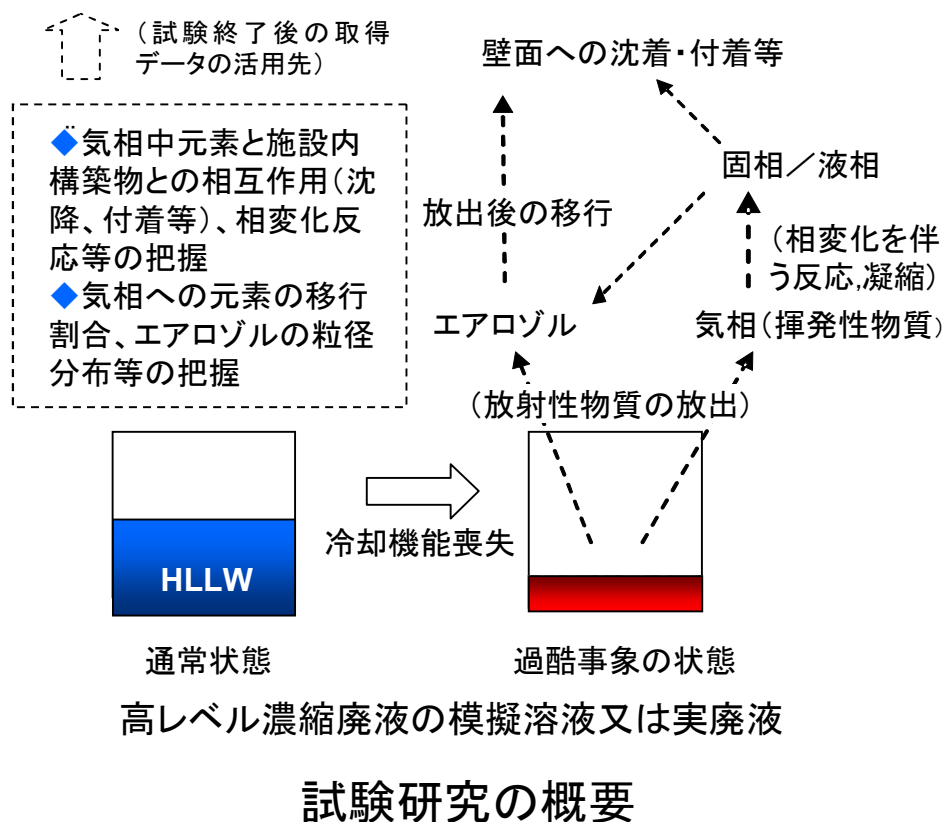 （試験終了後の取得
データの活用先）
◆気相中元素と施設内
構築物との相互作用（沈
降、付着等）、相変化反
応等の把握
◆気相への元素の移行
割合、エアロゾルの粒径
分布等の把握
壁面への沈着・付着等
固相／液相
放出後の移行
（相変化を伴
う反応,凝縮）
エアロゾル
気相（揮発性物質）
（放射性物質の放出）
冷却機能喪失
HLLW
通常状態
過酷事象の状態
高レベル濃縮廃液の模擬溶液又は実廃液
試験研究の概要